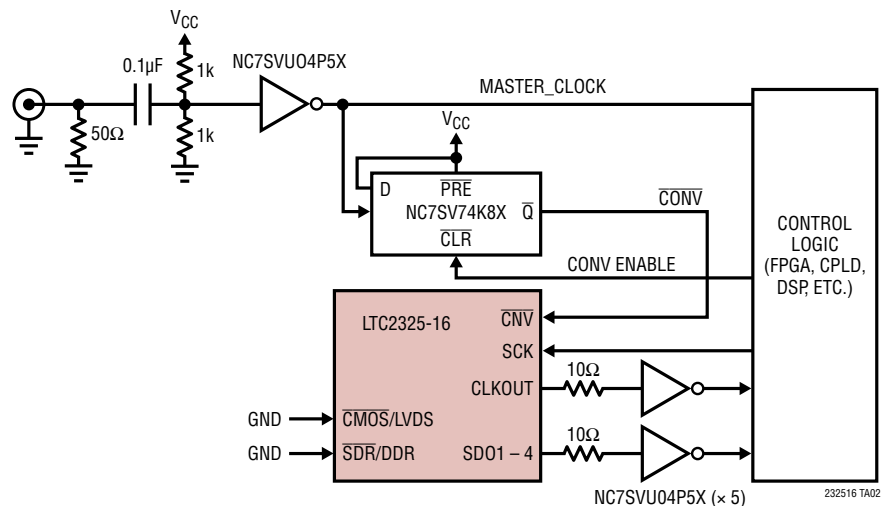 VCC
0.1µF
1k
NC7SVUO4P5X
MASTER_CLOCK
50Ω
1k
VCC
D
PRE
NC7SV74K8X
Q
CLR
CONV
CONV ENABLE
CONTROL
LOGIC
(FPGA, CPLD,
DSP, ETC.)
LTC2325-16
CNV
SCK
CLKOUT
10Ω
GND
CMOS/LVDS
GND
SDR/DDR
SDO1 – 4
10Ω
NC7SVU04P5X (× 5)
232516 TA02